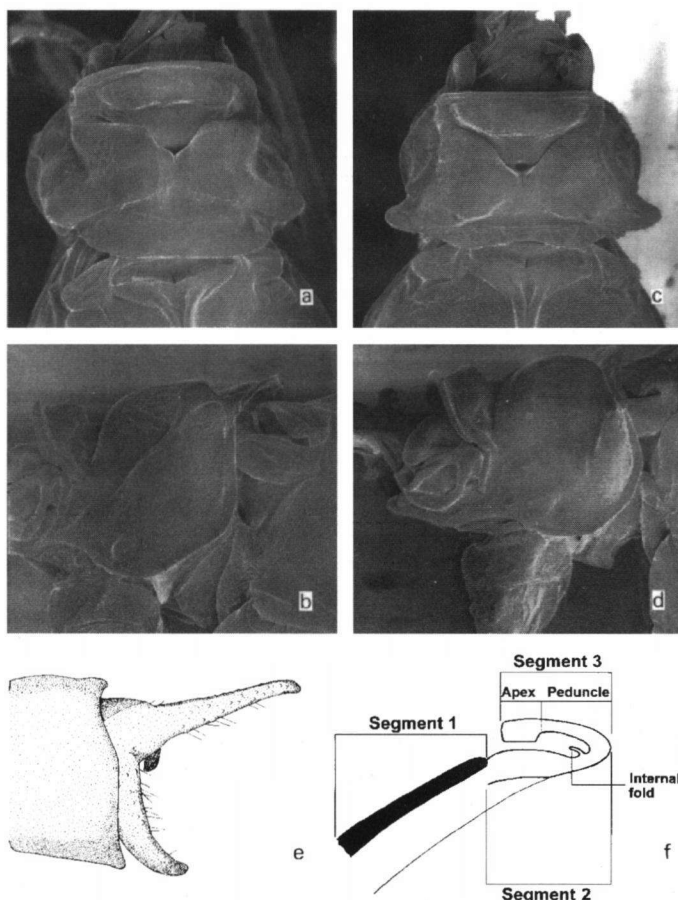 a
c
b
d
Segment 3
Apex Peduncle
Segment 1
Internal
fold
e
f
Segment 2